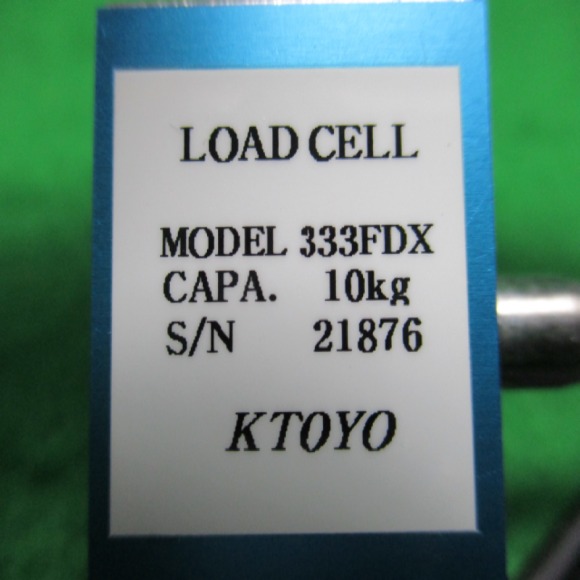 LOAD CELL
MODEL 333FDX
CAPA. 10kg
S/N 21876
KTOYO